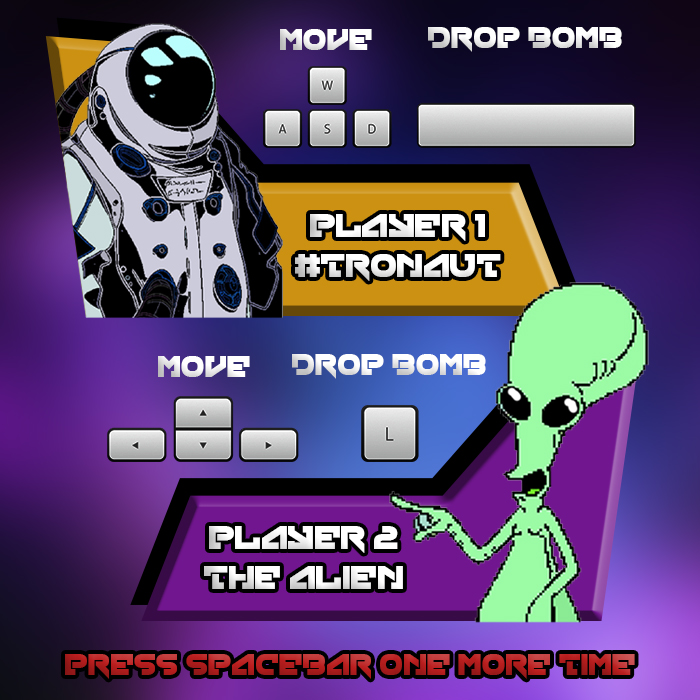 MOVE
DROP BOMB
W
A S D
PLAYER 1
#TRONAUT
MOVE
DROP BOMB
L
PLAYER 2
THE ALIEN
PRESS SPACEBAR ONE MORE TIME